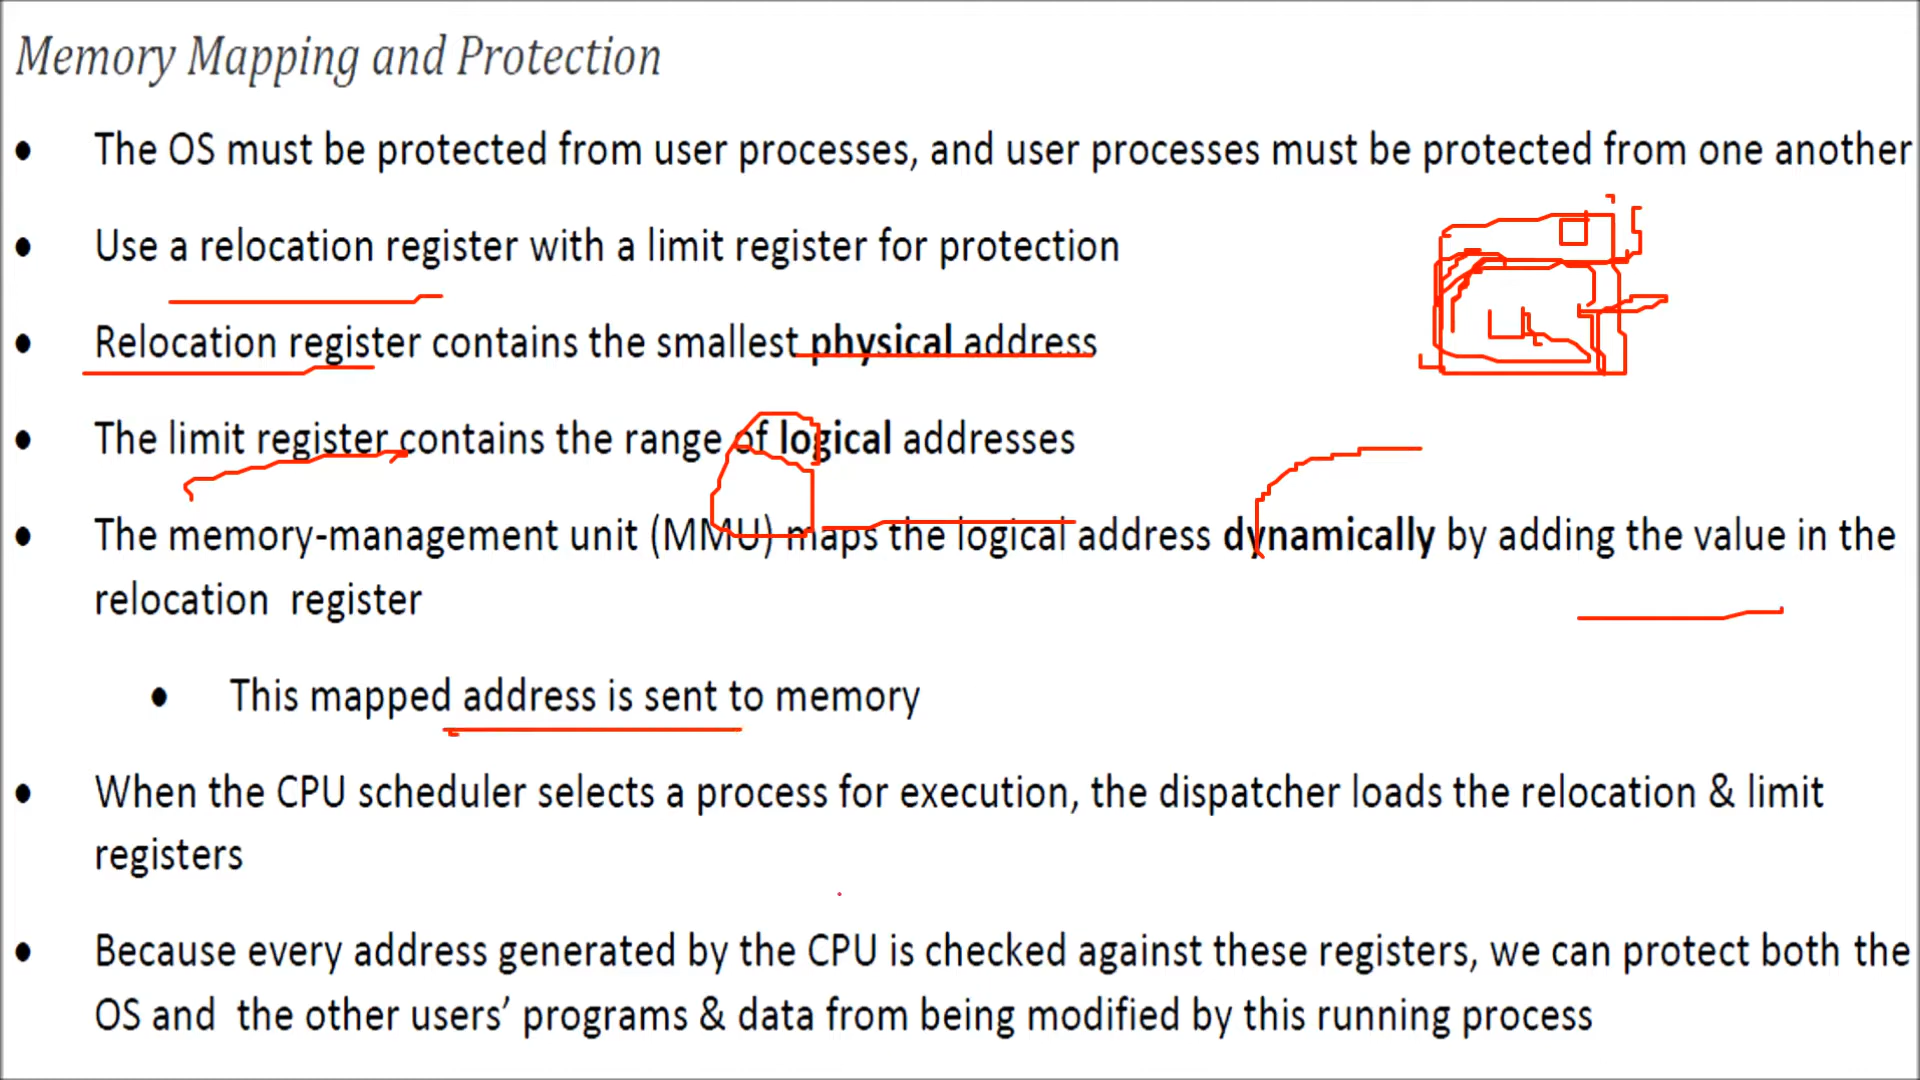 Memory Mapping and Protection
• The OS must be protected from user processes, and user processes must be protected from one another
• Use a relocation register with a limit register for protection
• Relocation register contains the smallest physical address
• The limit register contains the range of logical addresses
• The memory-management unit (MMU) maps the logical address dynamically by adding the value in the
relocation register
• This mapped address is sent to memory
• When the CPU scheduler selects a process for execution, the dispatcher loads the relocation & limit
registers
• Because every address generated by the CPU is checked against these registers, we can protect both the
OS and the other users’ programs & data from being modified by this running process